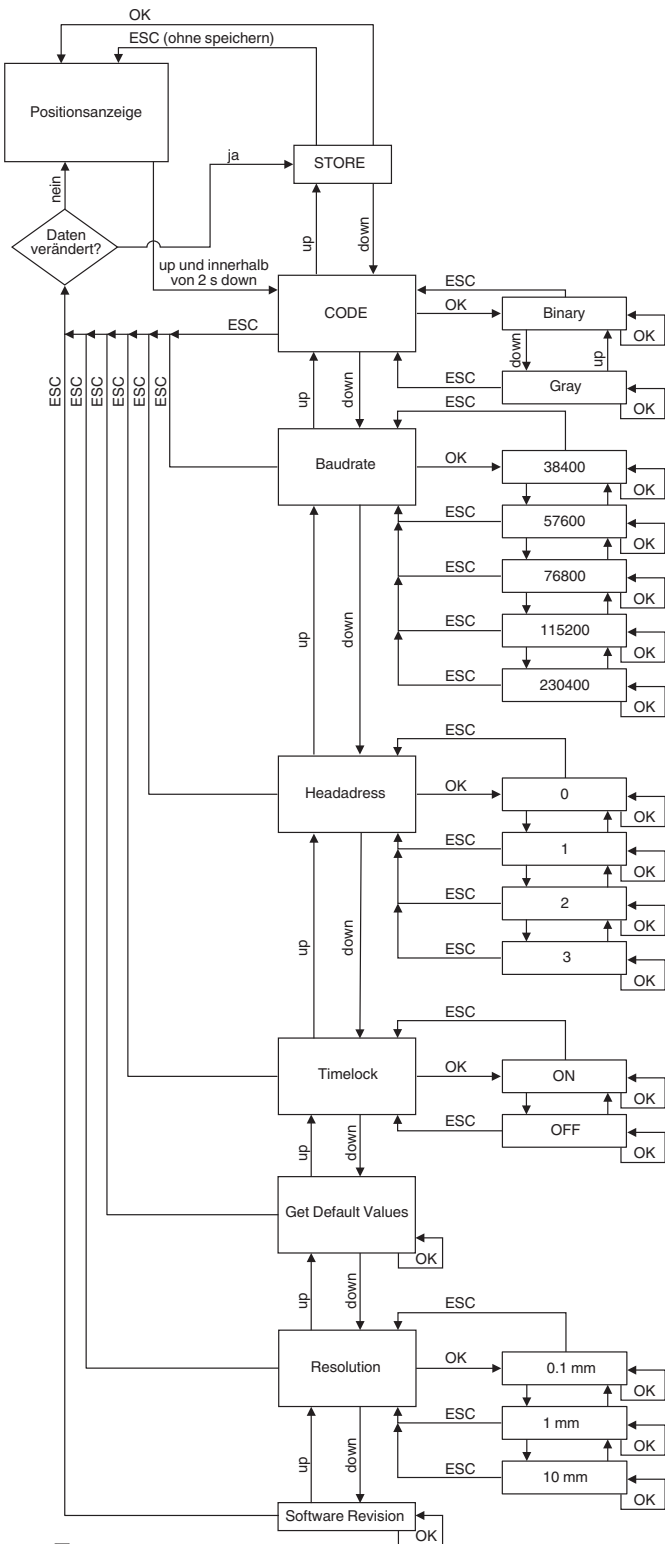 OK
ESC (ohne speichern)
Positionsanzeige
ja
STORE
nein
Daten
verändert?
up
down
up und innerhalb
von 2 s down
ESC
CODE
OK
Binary
OK
ESC
down
up
ESC
ESC
ESC
ESC
ESC
ESC
ESC
Gray
OK
up
down
ESC
Baudrate
OK
38400
OK
ESC
57600
OK
ESC
76800
OK
up
down
ESC
115200
OK
ESC
230400
OK
ESC
Headadress
OK
0
OK
ESC
1
OK
ESC
2
OK
up
down
ESC
3
OK
ESC
Timelock
OK
ON
OK
ESC
OFF
OK
up
down
Get Default Values
OK
up
down
ESC
Resolution
OK
0.1 mm
OK
ESC
1 mm
OK
ESC
10 mm
OK
up
down
Software Revision
OK